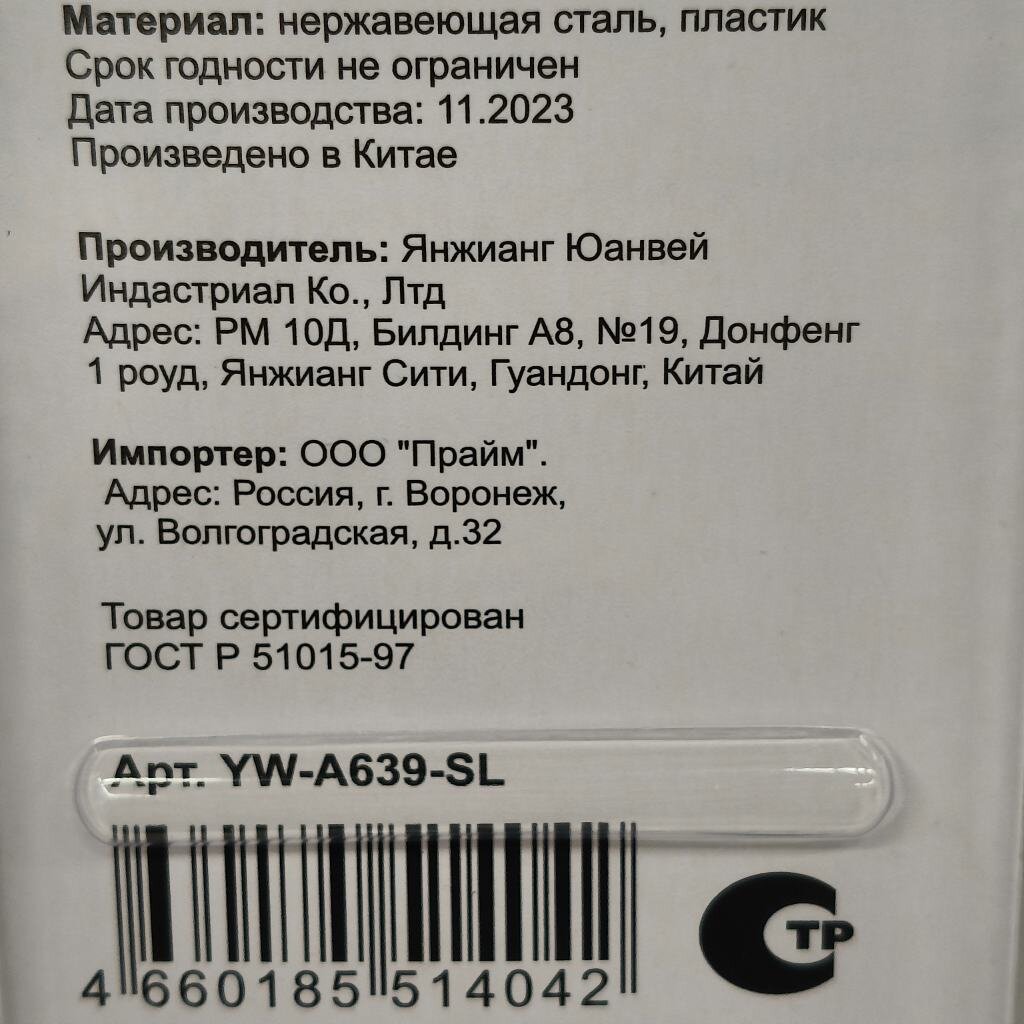 Материал: нержавеющая сталь, пластик
Срок годности не ограничен
Дата производства: 11.2023
Произведено в Китае
Производитель: Янжианг Юанвей
Индастриал Ко., Лтд
Адрес: РМ 10Д, Билдинг А8, №19, Донфенг
1 роуд, Янжианг Сити, Гуандонг, Китай
Импортер: ООО "Прайм".
Адрес: Россия, г. Воронеж,
ул. Волгоградская, д.32
Товар сертифицирован
ГОСТ Р 51015-97
Арт. YW-A639-SL
4 660185 514042
ТР